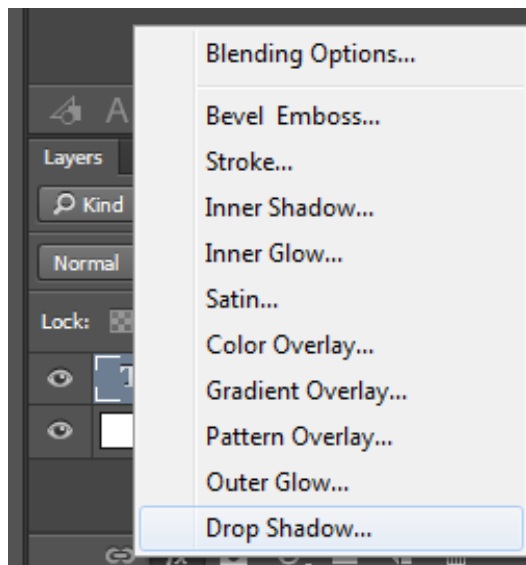 Blending Options...
Bevel  Emboss...
Stroke...
Inner Shadow...
Inner Glow...
Satin...
Color Overlay...
Gradient Overlay...
Pattern Overlay...
Outer Glow...
Drop Shadow...
A
Layers
Kind
Normal
Lock:
T
fx